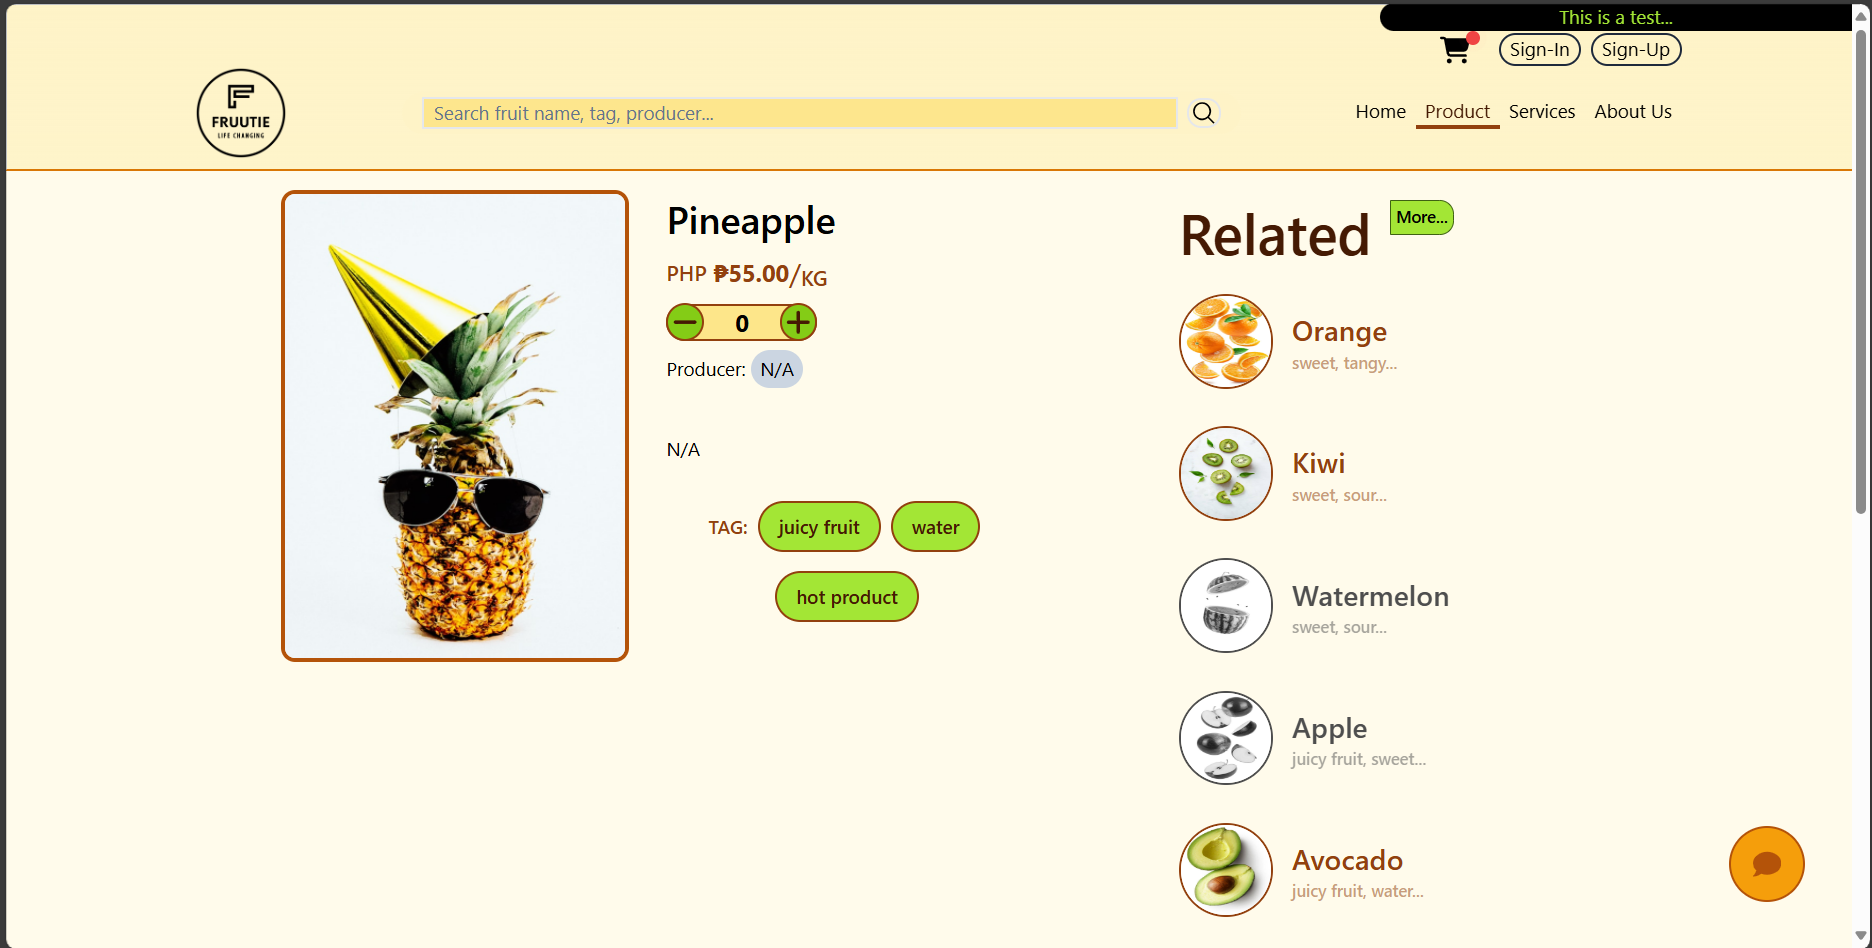 This is a test...
Sign-In Sign-Up
FRUUTIE
LIFE CHANGING
Search fruit name, tag, producer...
Home Product Services About Us
Pineapple
PHP ₱55.00/KG
0
Producer: N/A
N/A
TAG: juicy fruit water
hot product
Related More...
Orange
sweet, tangy...
Kiwi
sweet, sour...
Watermelon
sweet, sour...
Apple
juicy fruit, sweet...
Avocado
juicy fruit, water...